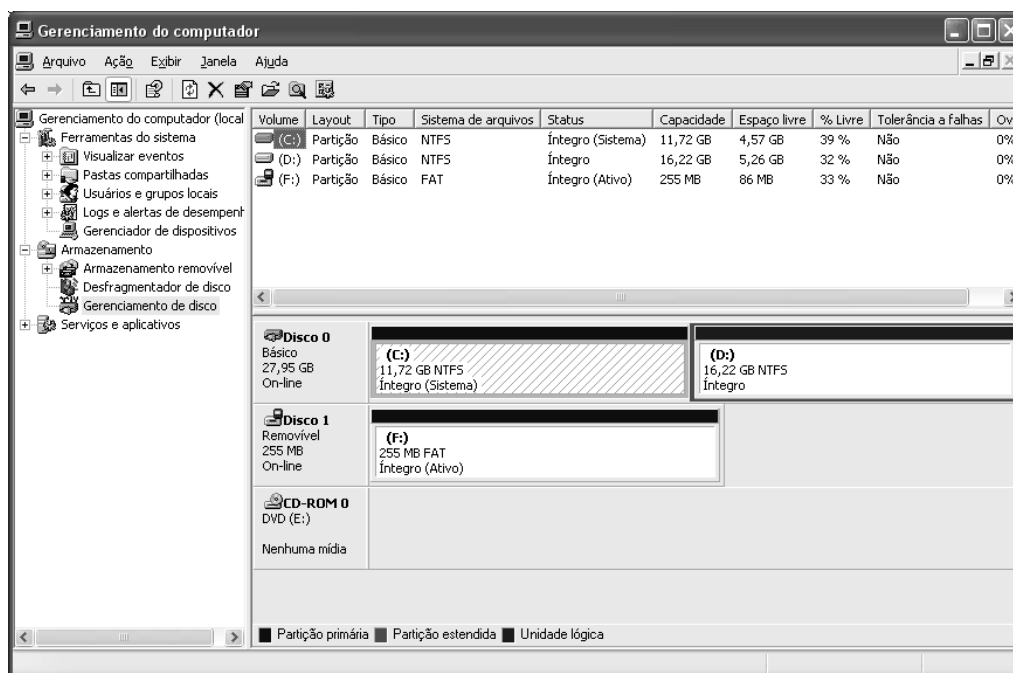 Gerenciamento do computador
Arquivo Ação Exibir Janela Ajuda
Gerenciamento do computador (local
Ferramentas do sistema
Visualizar eventos
Pastas compartilhadas
Usuários e grupos locais
Logs e alertas de desempenh
Gerenciador de dispositivos
Armazenamento
Armazenamento removível
Desfragmentador de disco
Gerenciamento de disco
Serviços e aplicativos
Volume Layout Tipo Sistema de arquivos Status Capacidade Espaço livre % Livre Tolerância a falhas Ov
(C:) Partição Básico NTFS Íntegro (Sistema) 11,72 GB 4,57 GB 39 % Não 0%
(D:) Partição Básico NTFS Íntegro 16,22 GB 5,26 GB 32 % Não 0%
(F:) Partição Básico FAT Íntegro (Ativo) 255 MB 86 MB 33 % Não 0%
Disco 0
Básico
27,95 GB
On-line
(C:)
11,72 GB NTFS
Íntegro (Sistema)
(D:)
16,22 GB NTFS
Íntegro
Disco 1
Removível
255 MB
On-line
(F:)
255 MB FAT
Íntegro (Ativo)
CD-ROM 0
DVD (E:)
Nenhuma mídia
Partição primária Partição estendida Unidade lógica